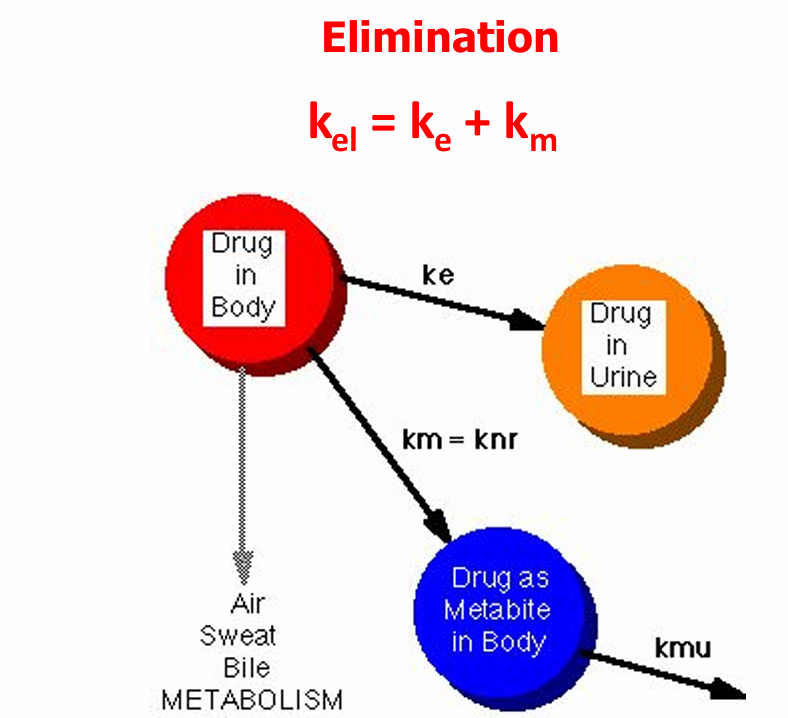 Elimination
kel = ke + km
Drug
in
Body
ke
Drug
in
Urine
km = knr
Drug as
Metabite
in Body
kmu
Air
Sweat
Bile
METABOLISM